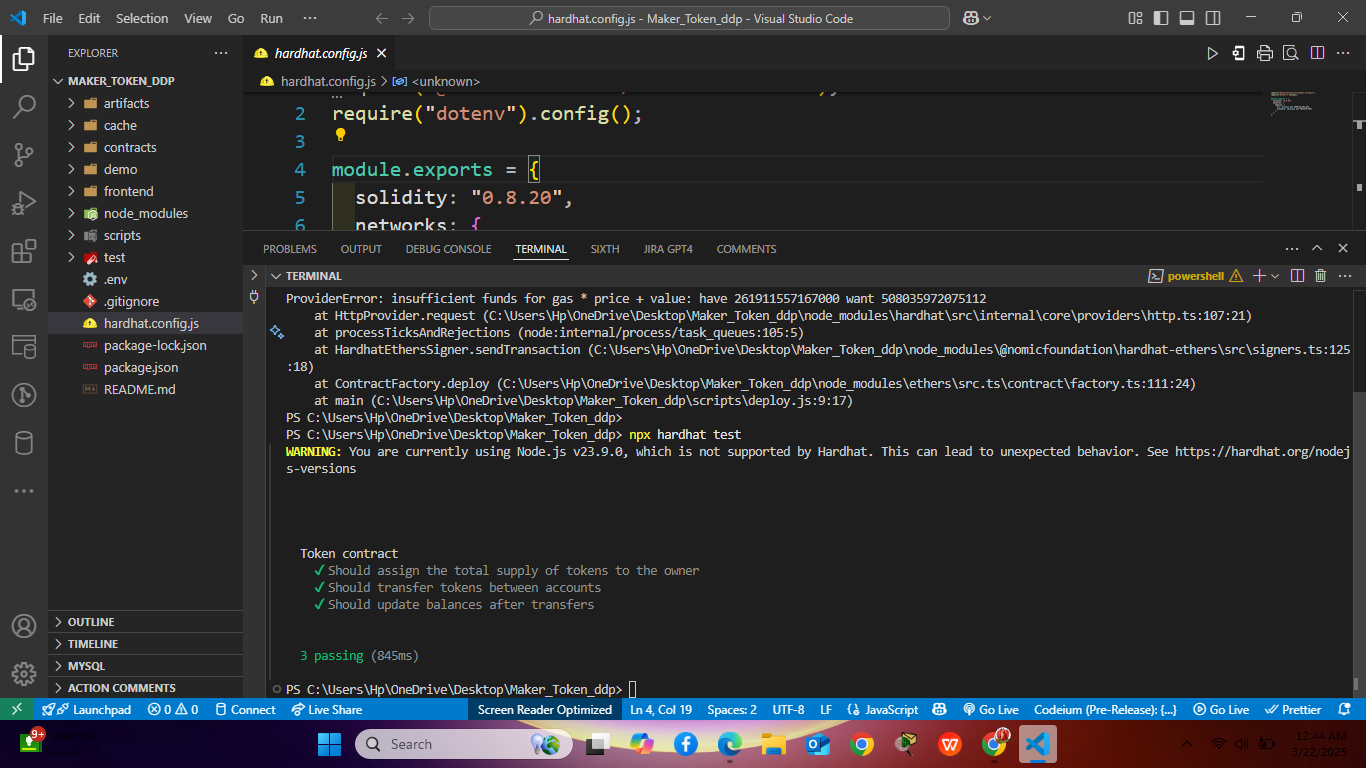 File Edit Selection View Go Run ···
hardhat.config.js - Maker_Token_ddp - Visual Studio Code
EXPLORER
MAKER_TOKEN_DDP
artifacts
cache
contracts
demo
frontend
node_modules
scripts
test
.env
.gitignore
hardhat.config.js
package-lock.json
package.json
README.md
OUTLINE
TIMELINE
MYSQL
ACTION COMMENTS
hardhat.config.js
hardhat.config.js > <unknown>
2 require("dotenv").config();
3
4 module.exports = {
5 solidity: "0.8.20",
6 networks: {
PROBLEMS OUTPUT DEBUG CONSOLE TERMINAL SIXTH JIRA GPT4 COMMENTS
TERMINAL
powershell
ProviderError: insufficient funds for gas * price + value: have 261911557167000 want 508035972075112
at HttpProvider.request (C:\Users\Hp\OneDrive\Desktop\Maker_Token_ddp\node_modules\hardhat\src\internal\core\providers\http.ts:107:21)
at processTicksAndRejections (node:internal/process/task_queues:105:5)
at HardhatEthersSigner.sendTransaction (C:\Users\Hp\OneDrive\Desktop\Maker_Token_ddp\node_modules\@nomicfoundation\hardhat-ethers\src\signers.ts:125
:18)
at ContractFactory.deploy (C:\Users\Hp\OneDrive\Desktop\Maker_Token_ddp\node_modules\ethers\src.ts\contract\factory.ts:111:24)
at main (C:\Users\Hp\OneDrive\Desktop\Maker_Token_ddp\scripts\deploy.js:9:17)
PS C:\Users\Hp\OneDrive\Desktop\Maker_Token_ddp>
PS C:\Users\Hp\OneDrive\Desktop\Maker_Token_ddp> npx hardhat test
WARNING: You are currently using Node.js v23.9.0, which is not supported by Hardhat. This can lead to unexpected behavior. See https://hardhat.org/nodej
s-versions
Token contract
✔ Should assign the total supply of tokens to the owner
✔ Should transfer tokens between accounts
✔ Should update balances after transfers
3 passing (845ms)
PS C:\Users\Hp\OneDrive\Desktop\Maker_Token_ddp>
Launchpad 0 0 Connect Live Share Screen Reader Optimized Ln 4, Col 19 Spaces: 2 UTF-8 LF {} JavaScript Go Live Codeium (Pre-Release): {...} Go Live Prettier
9+
Search
12:44 AM
3/22/2025